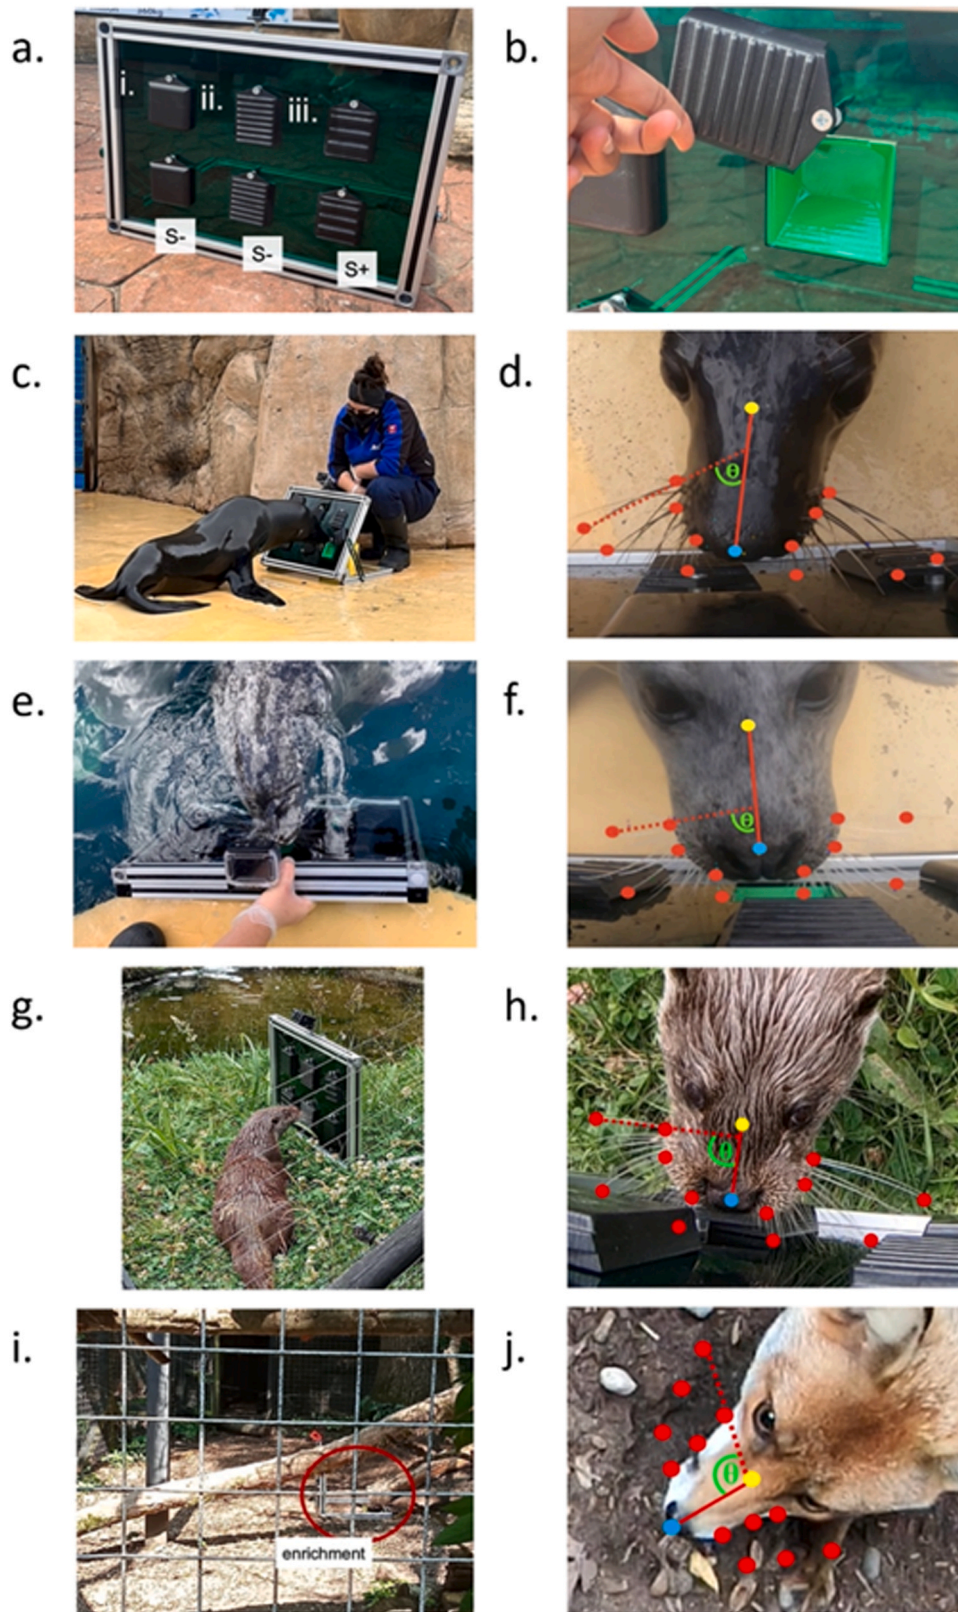 a.
i.
ii.
iii.
S-
S-
S+
b.
c.
d.
θ
e.
f.
θ
g.
h.
θ
i.
enrichment
j.
θ